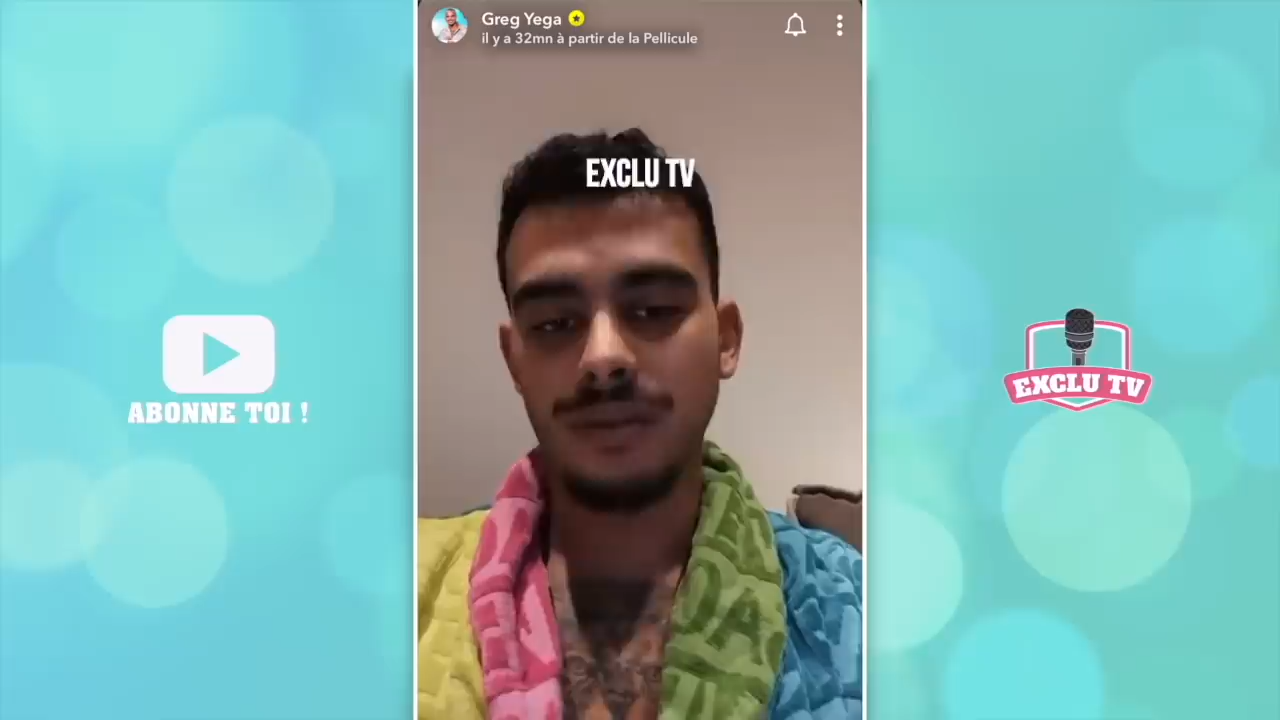 Greg Yega
il y a 32mn à partir de la Pellicule
EXCLU TV
ABONNE TOI !
EXCLU TV